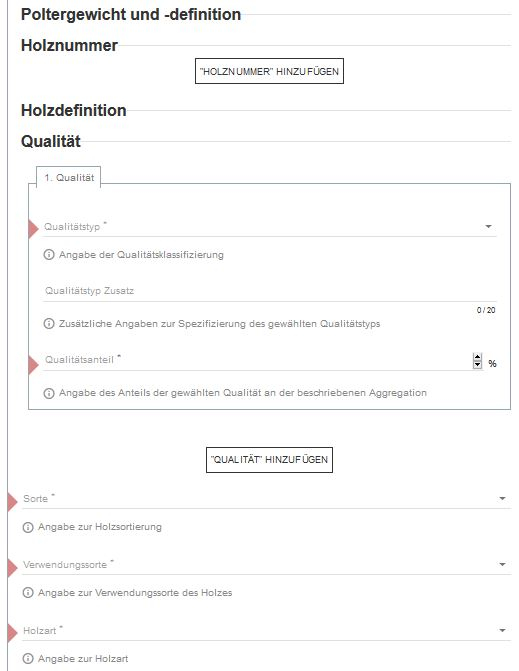 Poltergewicht und -definition
Holznummer
"HOLZNUMMER" HINZUFÜGEN
Holzdefinition
Qualität
1. Qualität
Qualitätstyp *
Angabe der Qualitätsklassifizierung
Qualitätstyp Zusatz
0 / 20
Zusätzliche Angaben zur Spezifizierung des gewählten Qualitätstyps
Qualitätsanteil *
%
Angabe des Anteils der gewählten Qualität an der beschriebenen Aggregation
"QUALITÄT" HINZUFÜGEN
Sorte *
Angabe zur Holzsortierung
Verwendungssorte *
Angabe zur Verwendungssorte des Holzes
Holzart *
Angabe zur Holzart